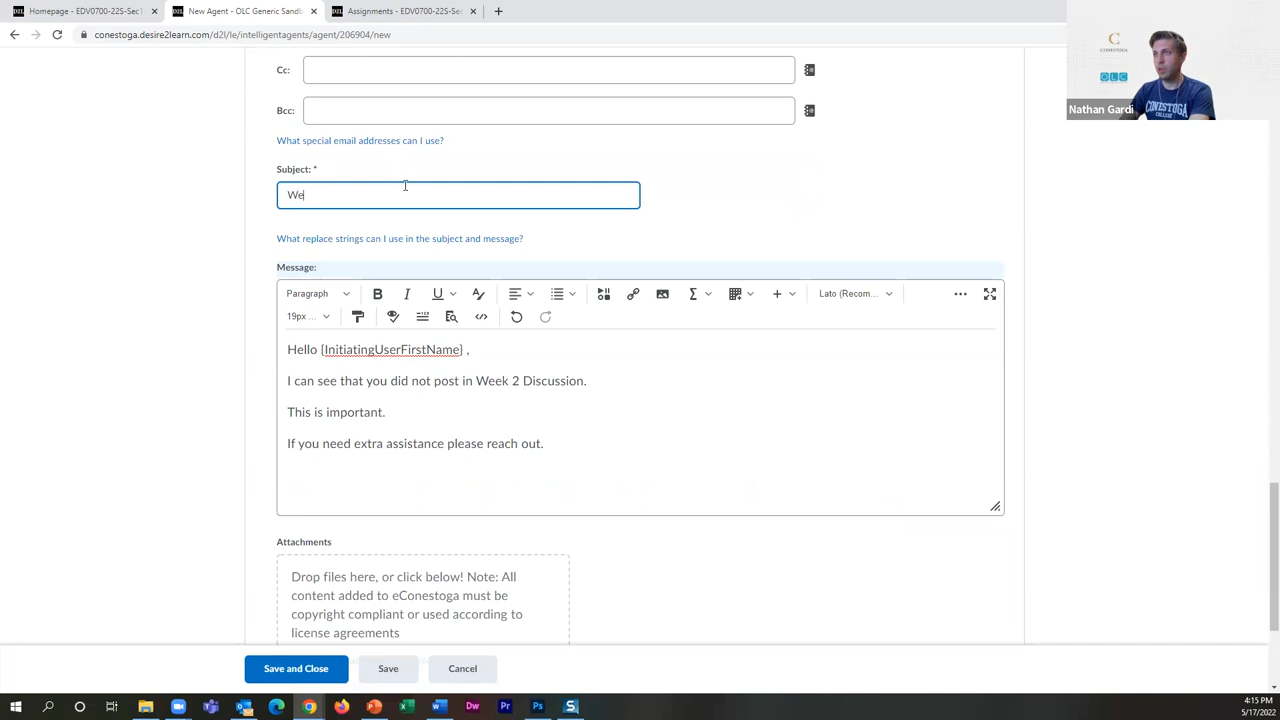 Homepage - EDV0700-22S-Sec1
New Agent - OLC Generic Sandb
Assignments - EDV0700-22S-Sec
conestoga.desire2learn.com/d2l/le/intelligentagents/agent/206904/new
C
CONESTOGA
OLC
CONESTOGA
COLLEGE
Nathan Gardi
Cc:
Bcc:
What special email addresses can I use?
Subject: *
We
What replace strings can I use in the subject and message?
Message:
Paragraph
Lato (Recom...
19px ...
Hello {InitiatingUserFirstName} ,
I can see that you did not post in Week 2 Discussion.
This is important.
If you need extra assistance please reach out.
Attachments
Drop files here, or click below! Note: All
content added to eConestoga must be
copyright compliant or used according to
license agreements
Save and Close
Save
Cancel
4:15 PM
5/17/2022